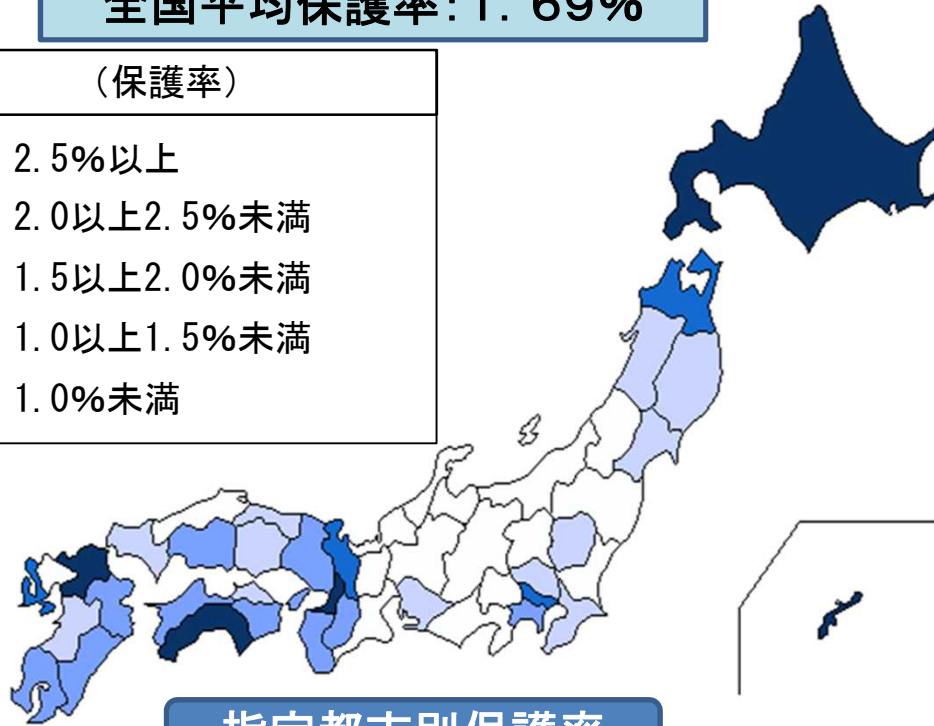 全国平均保護率：1．69％
（保護率）
2.5%以上
2.0以上2.5%未満
1.5以上2.0%未満
1.0以上1.5%未満
1.0%未満
指定都市別保護率